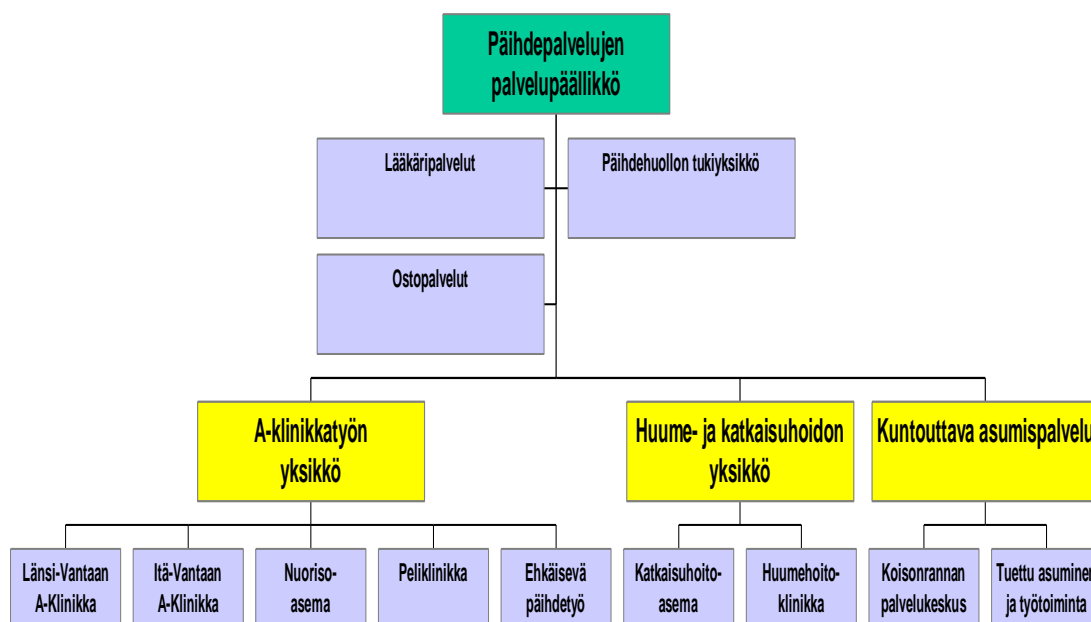 Päihdepalvelujen
palvelupäällikkö
Lääkäripalvelut
Päihdehuollon tukiyksikkö
Ostopalvelut
A-klinikkatyön
yksikkö
Huume- ja katkaisuhoidon
yksikkö
Kuntouttava asumispalvelu
Länsi-Vantaan
A-Klinikka
Itä-Vantaan
A-Klinikka
Nuoriso-
asema
Peliklinikka
Ehkäisevä
päihdetyö
Katkaisuhoito-
asema
Huumehoito-
klinikka
Koisonrannan
palvelukeskus
Tuettu asuminen
ja työtoiminta